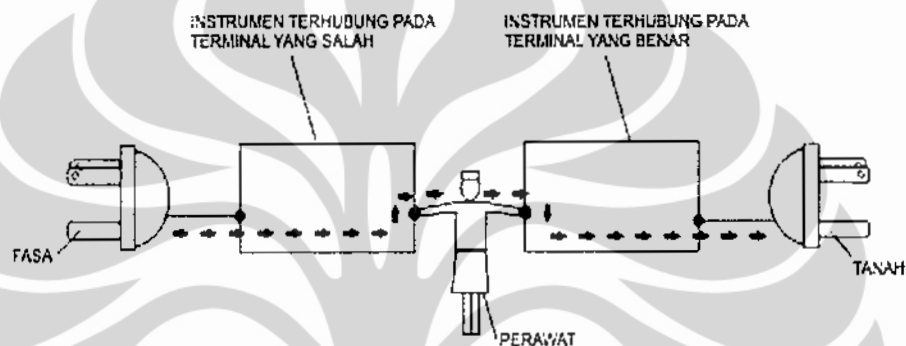 INSTRUMEN TERHUBUNG PADA
TERMINAL YANG SALAH
INSTRUMEN TERHUBUNG PADA
TERMINAL YANG BENAR
FASA
TANAH
PERAWAT